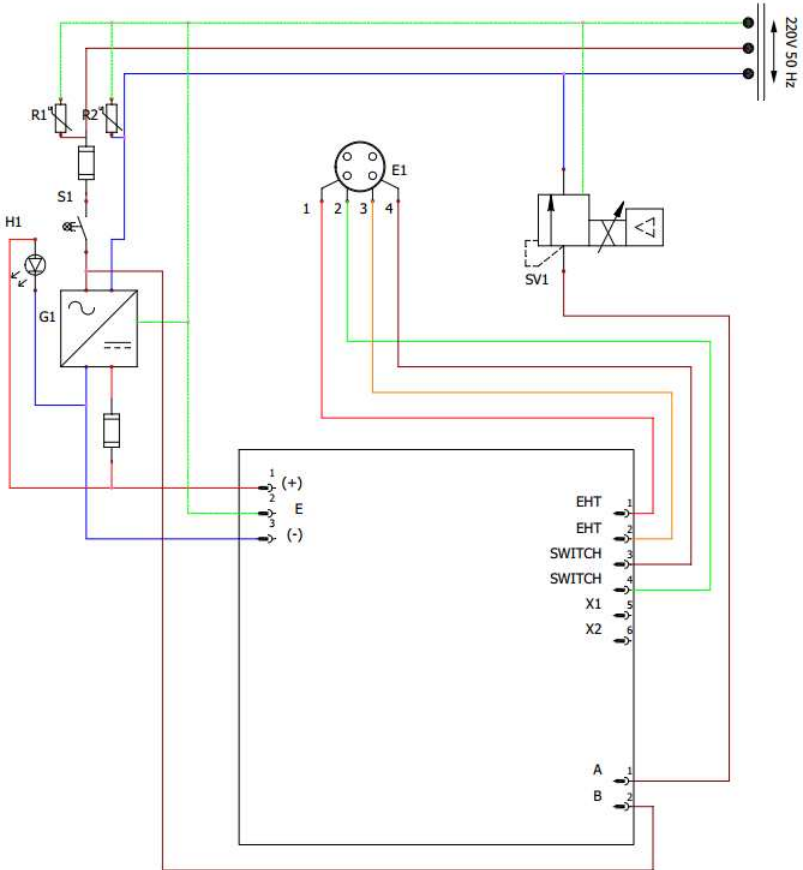 220V 50 Hz
R1
R2
S1
H1
G1
E1
1 2 3 4
SV1
1 (+)
2 E
3 (-)
EHT 1
EHT 2
SWITCH 3
SWITCH 4
X1 5
X2 6
A 1
B 2